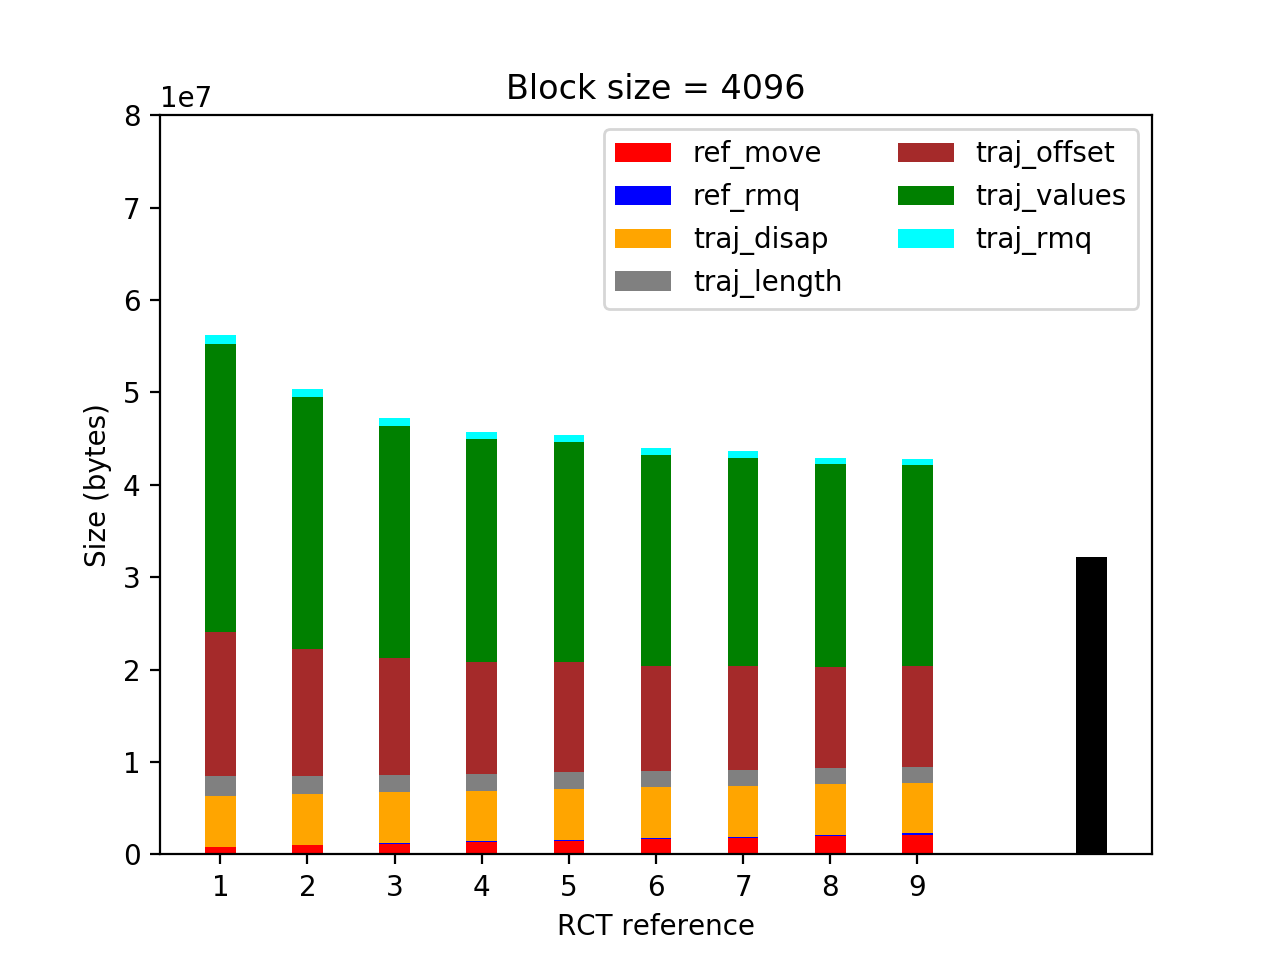 Block size = 4096
1e7
8
7
6
5
4
3
2
1
0
Size (bytes)
ref_move
ref_rmq
traj_disap
traj_length
traj_offset
traj_values
traj_rmq
1 2 3 4 5 6 7 8 9
RCT reference